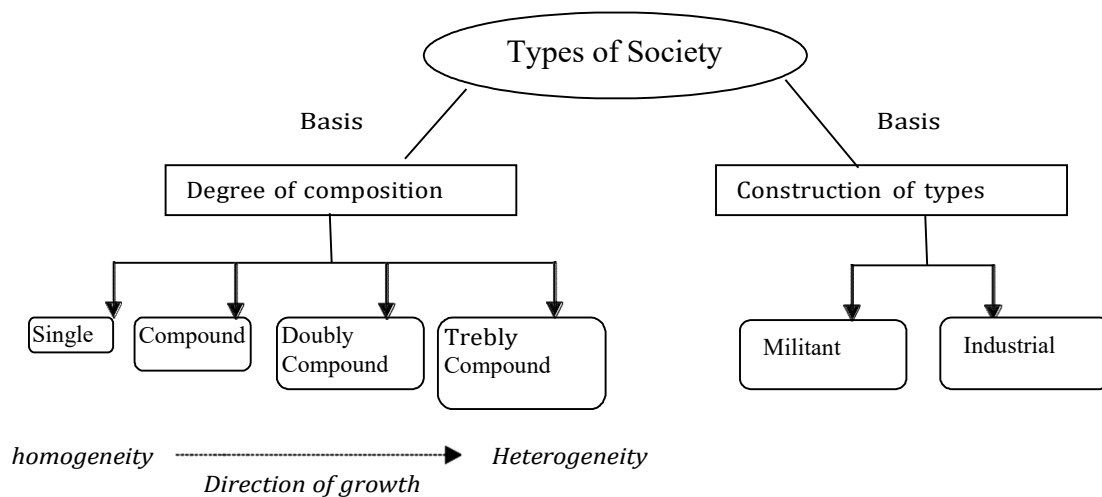 Types of Society
Basis
Basis
Degree of composition
Construction of types
Single
Compound
Doubly
Compound
Trebly
Compound
Militant
Industrial
homogeneity
Heterogeneity
Direction of growth